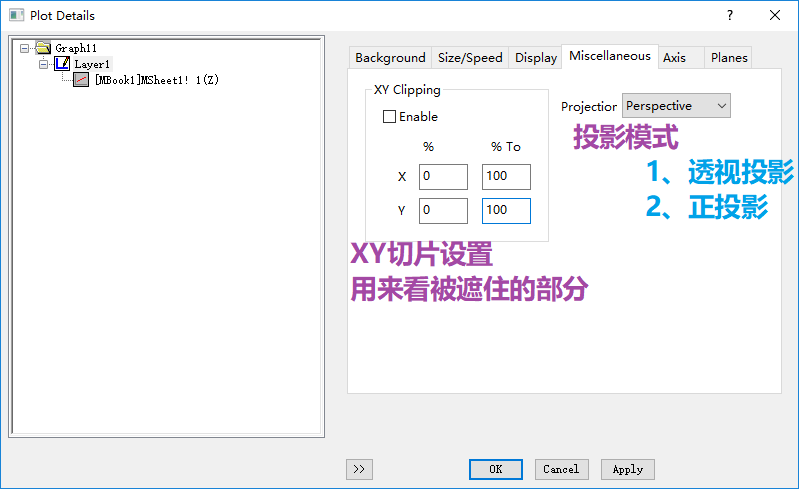 Plot Details
?
Graph11
Layer1
[MBook1]MSheet1! 1(Z)
Background Size/Speed Display Miscellaneous Axis Planes
XY Clipping
Enable
% % To
X 0 100
Y 0 100
Projection Perspective
投影模式
1、透视投影
2、正投影
XY切片设置
用来看被遮住的部分
>> OK Cancel Apply